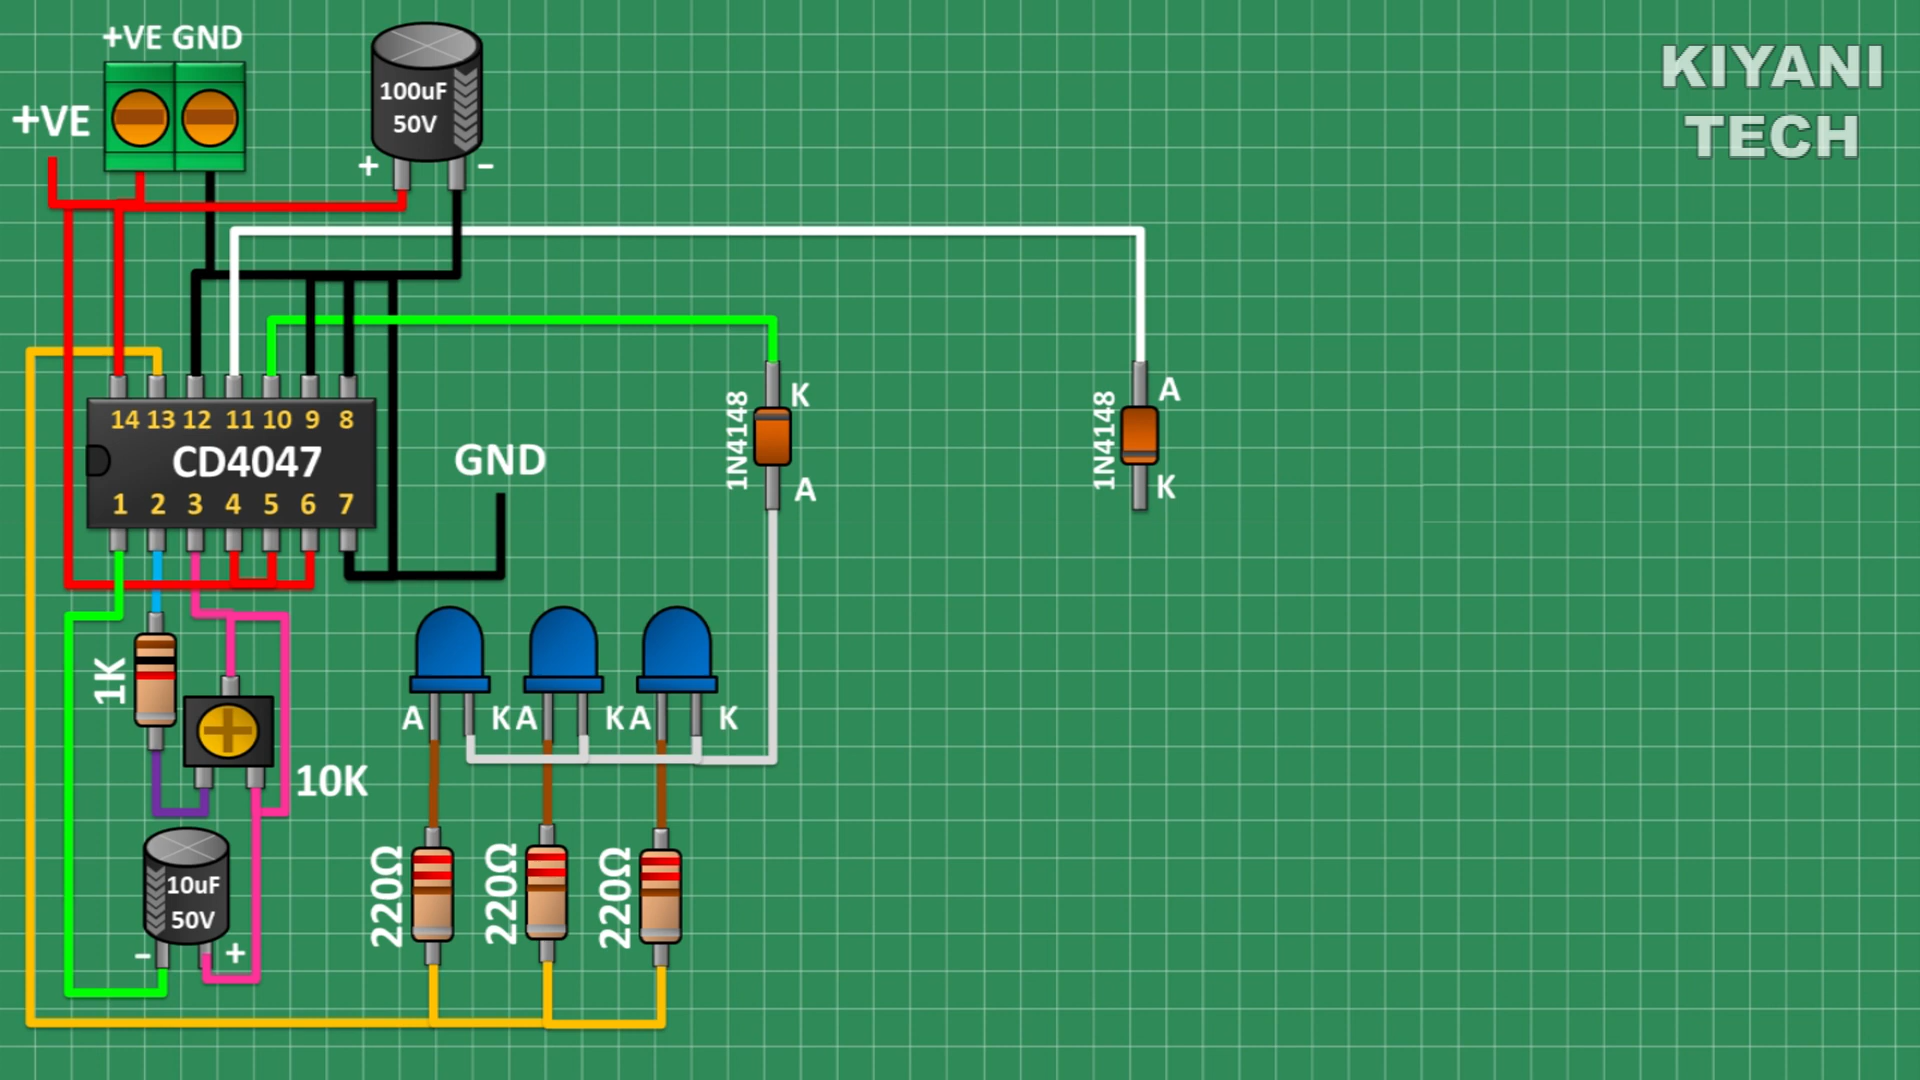 +VE GND
+VE
100uF
50V
+ -
KIYANI
TECH
14 13 12 11 10 9 8
CD4047
1 2 3 4 5 6 7
GND
1N4148
K
A
1N4148
A
K
1K
10K
A K A K A K
10uF
50V
- +
220Ω
220Ω
220Ω